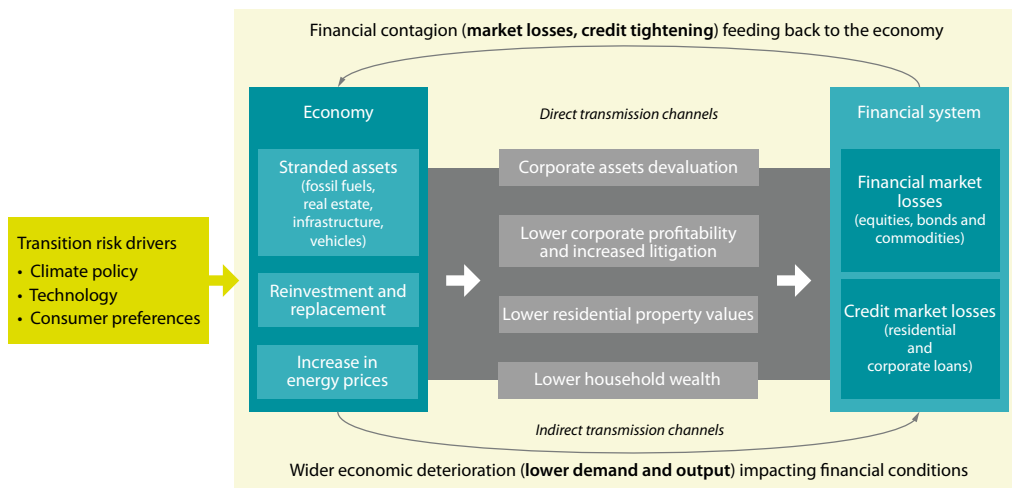 Financial contagion (market losses, credit tightening) feeding back to the economy
Transition risk drivers
• Climate policy
• Technology
• Consumer preferences
Economy
Stranded assets
(fossil fuels,
real estate,
infrastructure,
vehicles)
Reinvestment and
replacement
Increase in
energy prices
Direct transmission channels
Corporate assets devaluation
Lower corporate profitability
and increased litigation
Lower residential property values
Lower household wealth
Indirect transmission channels
Financial system
Financial market
losses
(equities, bonds and
commodities)
Credit market losses
(residential
and
corporate loans)
Wider economic deterioration (lower demand and output) impacting financial conditions